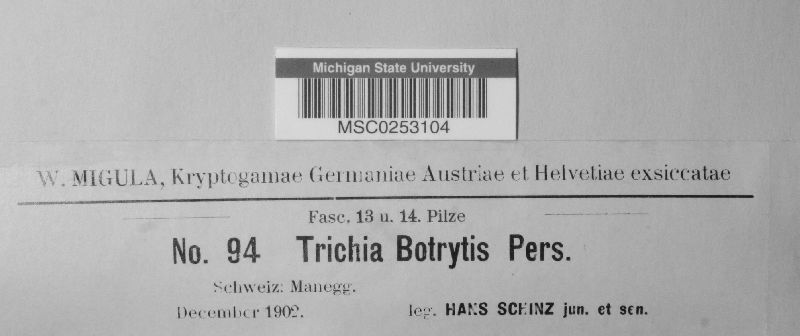 Michigan State University
MSC0253104
W. MIGULA, Kryptogamae Germaniae Austriae et Helvetiae exsiccatae
Fasc. 13 u. 14. Pilze
No. 94 Trichia Botrytis Pers.
Schweiz: Manegg.
December 1902. leg. HANS SCHINZ jun. et sen.